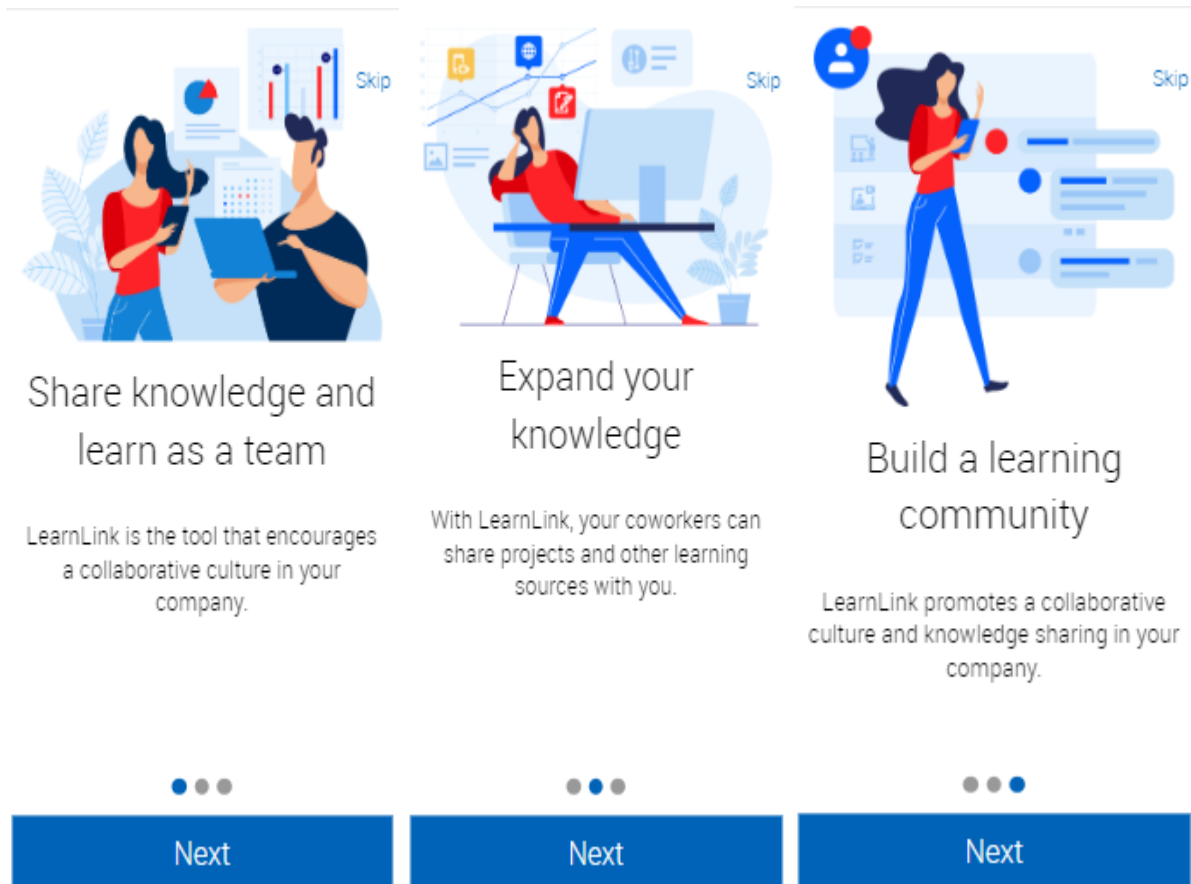 Skip
Share knowledge and
learn as a team
LearnLink is the tool that encourages
a collaborative culture in your
company.
Next
Skip
Expand your
knowledge
With LearnLink, your coworkers can
share projects and other learning
sources with you.
Next
Skip
Build a learning
community
LearnLink promotes a collaborative
culture and knowledge sharing in your
company.
Next